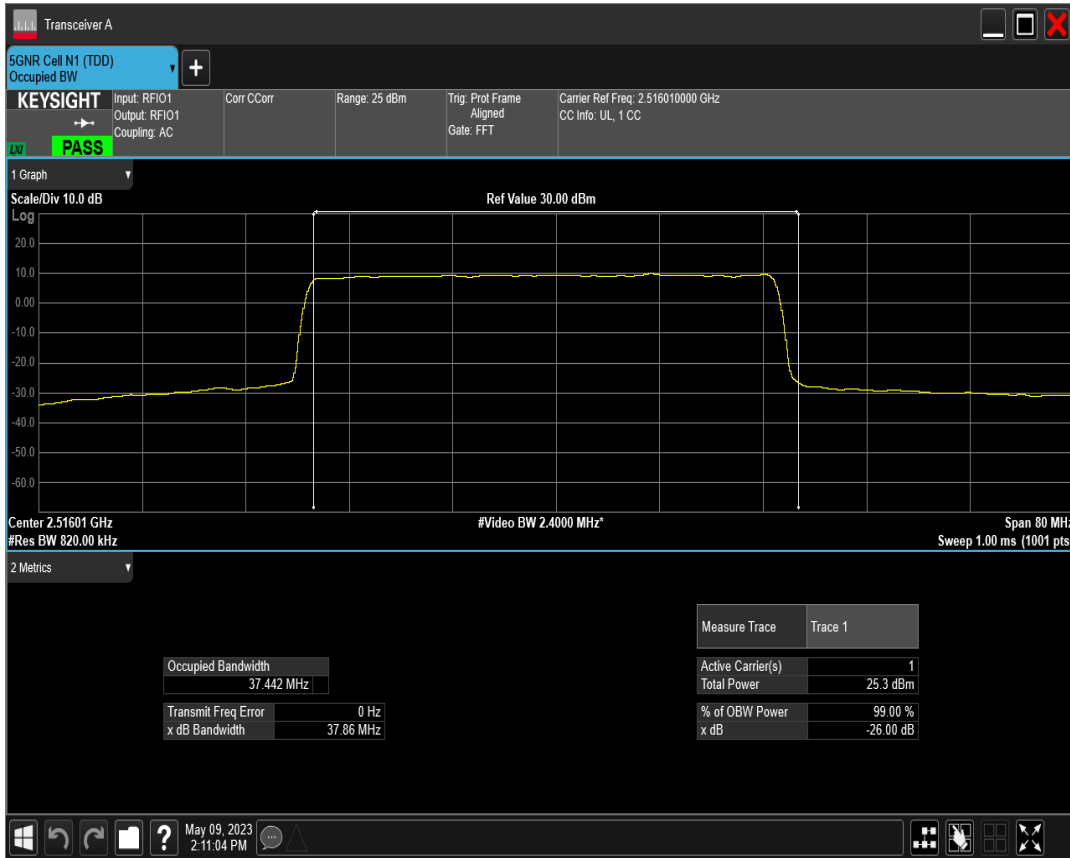 Transceiver A
5GNR Cell N1 (TDD)
Occupied BW
+
KEYSIGHT
LXI
PASS
Input: RFIO1
Output: RFIO1
Coupling: AC
Corr CCorr
Range: 25 dBm
Trig: Prot Frame
Aligned
Gate: FFT
Carrier Ref Freq: 2.516010000 GHz
CC Info: UL, 1 CC
1 Graph
Scale/Div 10.0 dB
Ref Value 30.00 dBm
Log
20.0
10.0
0.00
-10.0
-20.0
-30.0
-40.0
-50.0
-60.0
Center 2.51601 GHz
#Video BW 2.4000 MHz*
Span 80 MHz
#Res BW 820.00 kHz
Sweep 1.00 ms (1001 pts
2 Metrics
Measure Trace Trace 1
Occupied Bandwidth
37.442 MHz
Active Carrier(s) 1
Total Power 25.3 dBm
Transmit Freq Error 0 Hz
x dB Bandwidth 37.86 MHz
% of OBW Power 99.00 %
x dB -26.00 dB
?
May 09, 2023
2:11:04 PM